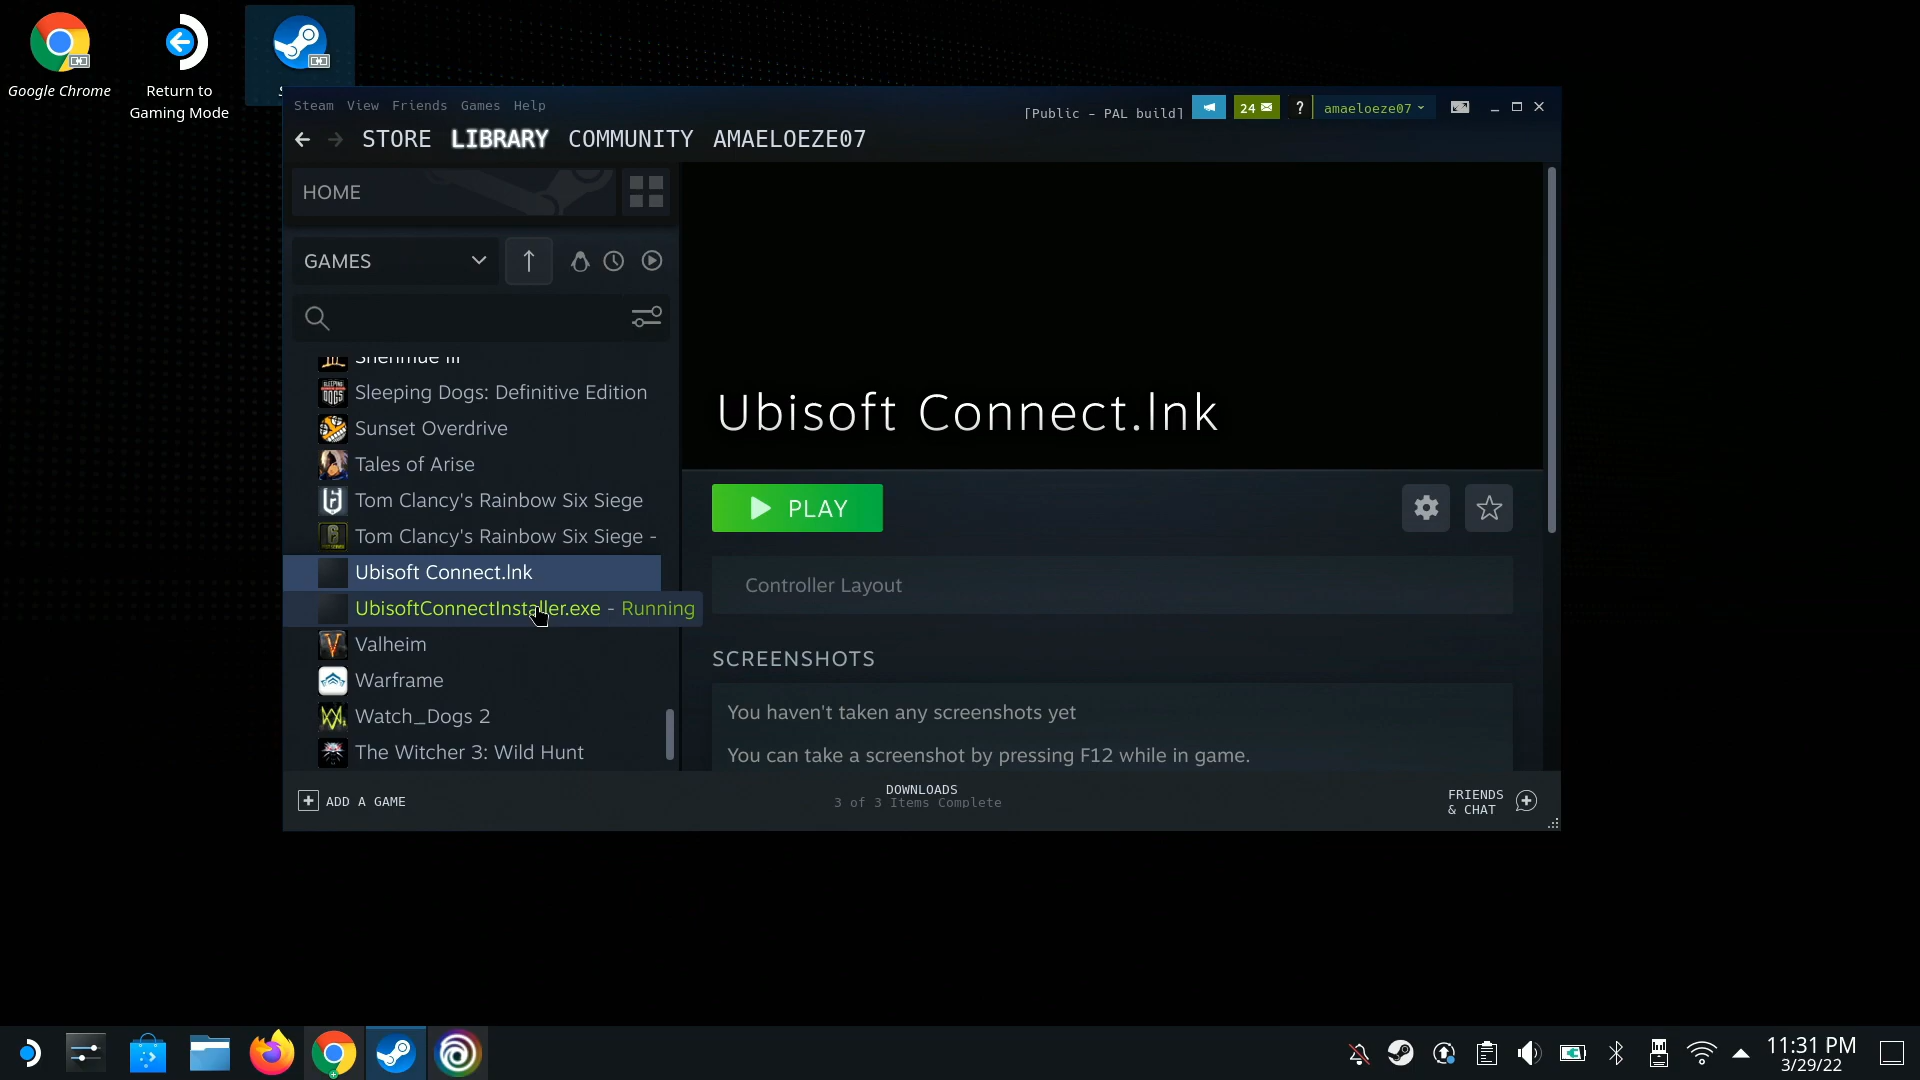 Google Chrome
Return to
Gaming Mode
Steam View Friends Games Help
[Public - PAL build]
24
?
amaeloeze07
STORE LIBRARY COMMUNITY AMAELOEZE07
HOME
GAMES
Shenmue III
Sleeping Dogs: Definitive Edition
Sunset Overdrive
Tales of Arise
Tom Clancy's Rainbow Six Siege
Tom Clancy's Rainbow Six Siege -
Ubisoft Connect.lnk
UbisoftConnectInstaller.exe - Running
Valheim
Warframe
Watch_Dogs 2
The Witcher 3: Wild Hunt
Ubisoft Connect.lnk
PLAY
Controller Layout
SCREENSHOTS
You haven't taken any screenshots yet
You can take a screenshot by pressing F12 while in game.
ADD A GAME
DOWNLOADS
3 of 3 Items Complete
FRIENDS
& CHAT
11:31 PM
3/29/22